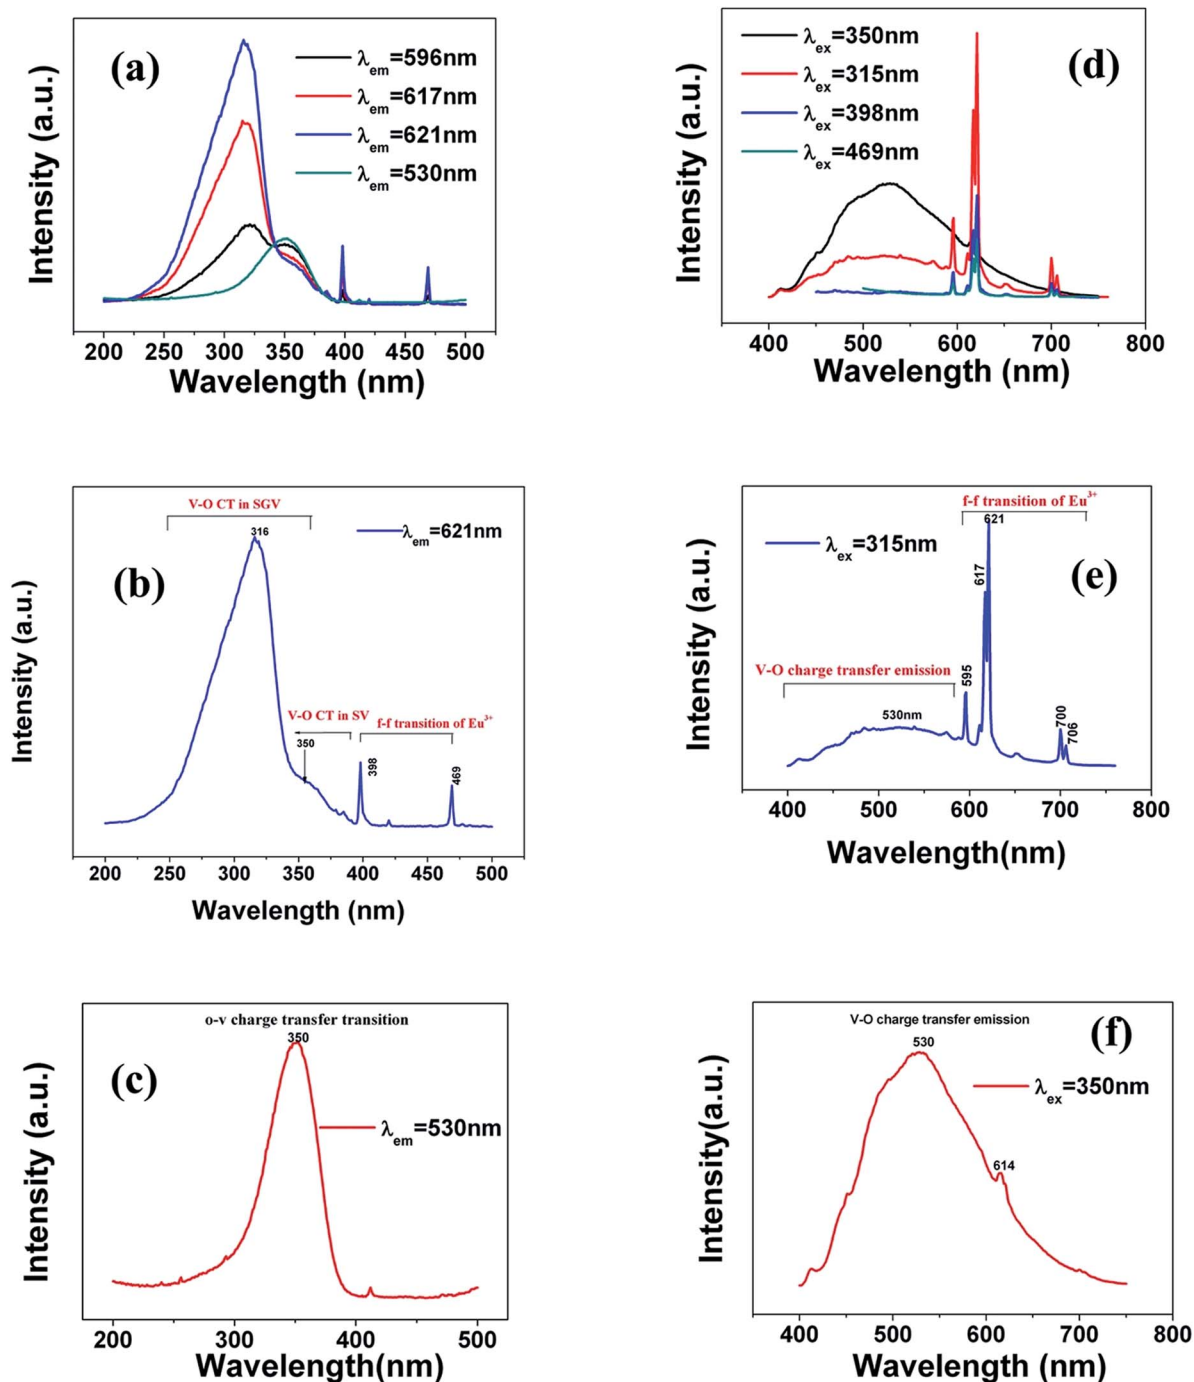 (a)
λem=596nm
λem=617nm
λem=621nm
λem=530nm
Intensity (a.u.)
200 250 300 350 400 450 500
Wavelength (nm)
(d)
λex=350nm
λex=315nm
λex=398nm
λex=469nm
Intensity (a.u.)
400 500 600 700 800
Wavelength (nm)
(b)
V-O CT in SGV
316
λem=621nm
V-O CT in SV
350
f-f transition of Eu³⁺
398
469
Intensity (a.u.)
200 250 300 350 400 450 500
Wavelength (nm)
(e)
f-f transition of Eu³⁺
621
λex=315nm
617
V-O charge transfer emission
595
530nm
700
706
Intensity (a.u.)
400 500 600 700 800
Wavelength(nm)
(c)
o-v charge transfer transition
350
λem=530nm
Intensity (a.u.)
200 300 400 500
Wavelength(nm)
(f)
V-O charge transfer emission
530
λex=350nm
614
Intensity(a.u.)
400 500 600 700 800
Wavelength (nm)